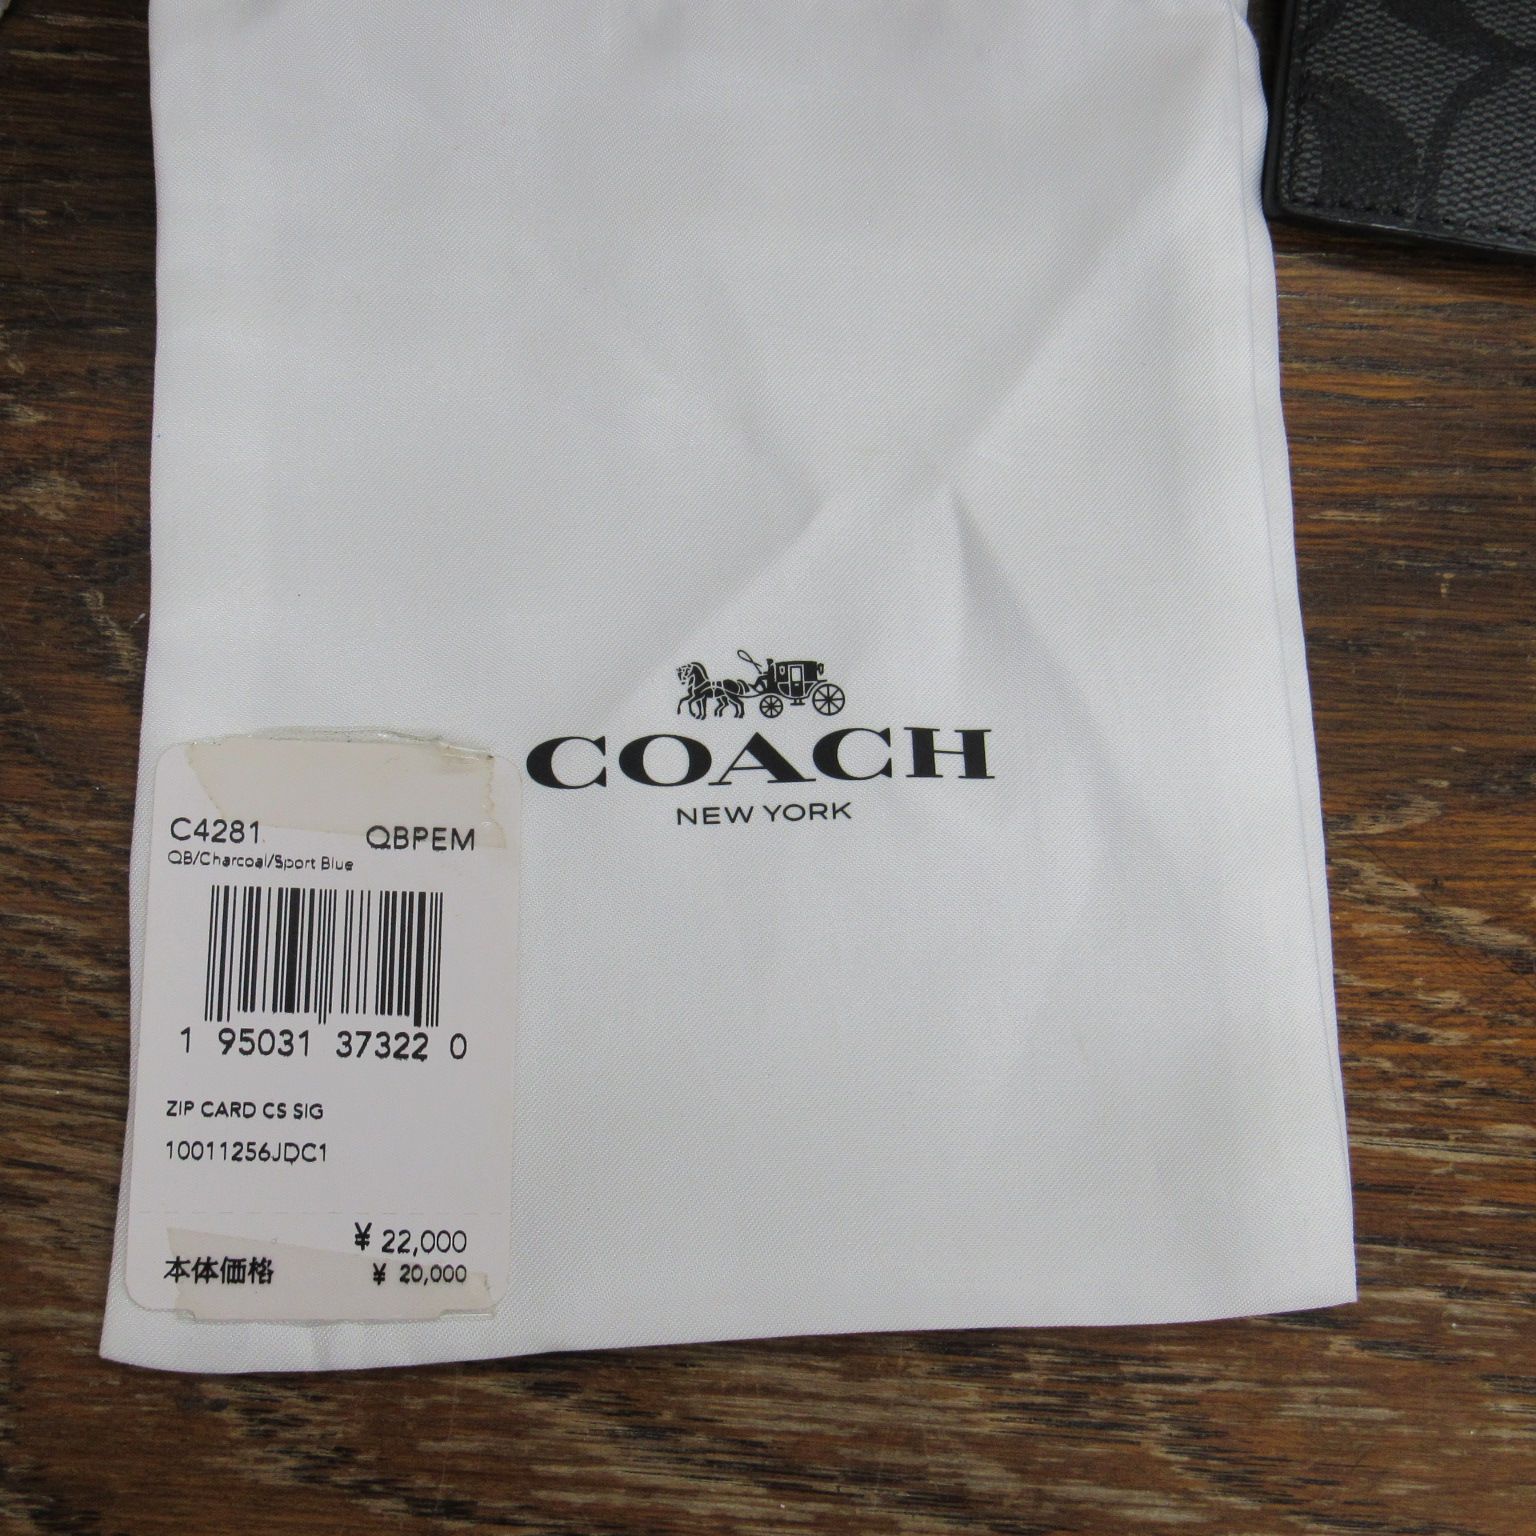 COACH
NEW YORK
C4281 QBPEM
QB/Charcoal/Sport Blue
1 95031 37322 0
ZIP CARD CS SIG
10011256JDC1
¥ 22,000
本体価格 ¥ 20,000